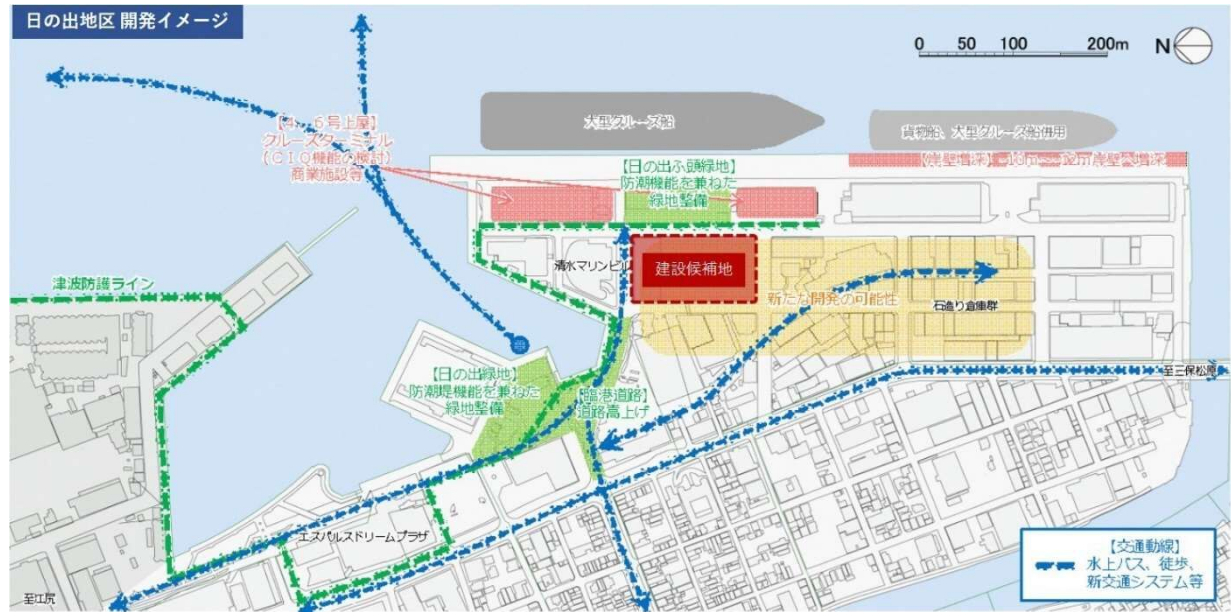 日の出地区 開発イメージ
0 50 100 200m
N
大型クルーズ船
貨物船、大型クルーズ船併用
【4、6号上屋】
クルーズターミナル
(CIQ機能の検討)
商業施設等
【日の出ふ頭緑地】
防潮機能を兼ねた
緑地整備
清水マリンビル
建設候補地
新たな開発の可能性
石造り倉庫群
津波防護ライン
【日の出緑地】
防潮堤機能を兼ねた
緑地整備
【臨港道路】
道路嵩上げ
至三保松原
エスパルスドリームプラザ
至江尻
【交通動線】
水上バス、徒歩、
新交通システム等